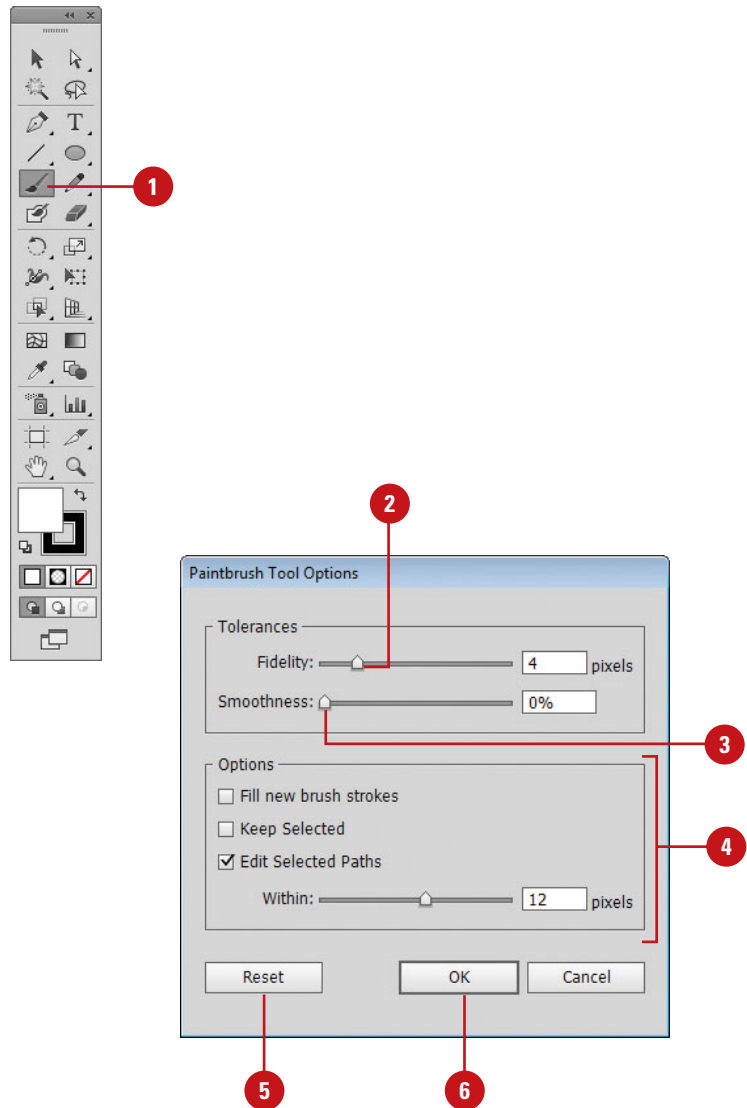 1
2
Paintbrush Tool Options
Tolerances
Fidelity: 4 pixels
Smoothness: 0%
3
Options
Fill new brush strokes
Keep Selected
4
Edit Selected Paths
Within: 12 pixels
Reset OK Cancel
5 6